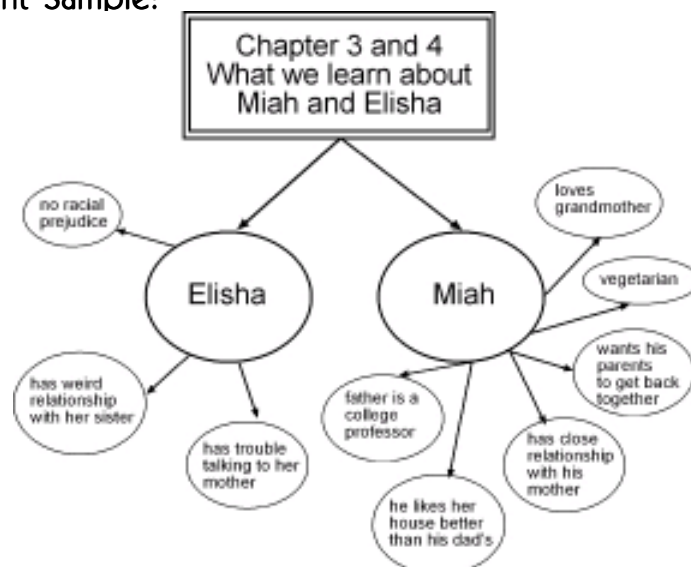 nt Sample:
Chapter 3 and 4
What we learn about
Miah and Elisha
no racial
prejudice
Elisha
has weird
relationship
with her sister
has trouble
talking to her
mother
Miah
loves
grandmother
vegetarian
wants his
parents
to get back
together
has close
relationship
with his
mother
he likes her
house better
than his dad's
father is a
college
professor